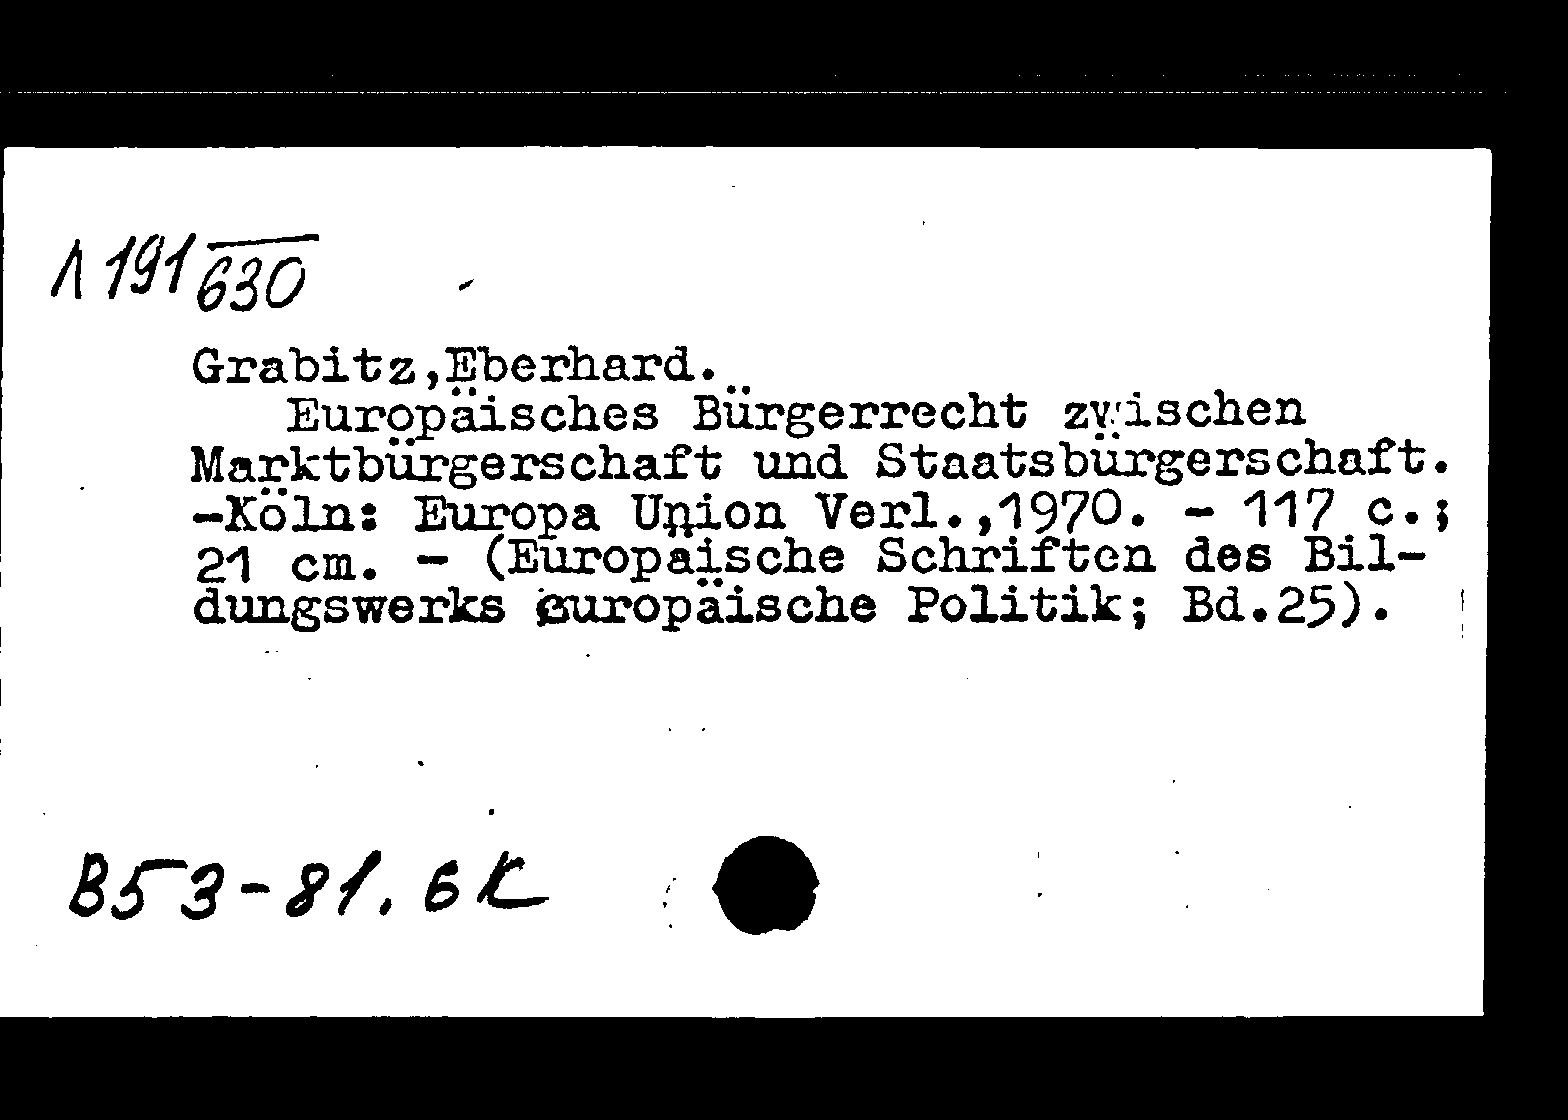 Л 191 630
Grabitz,Eberhard.
Europäisches Bürgerrecht zwischen
Marktbürgerschaft und Staatsbürgerschaft.
-Köln: Europa Union Verl.,1970. - 117 c.;
21 cm. - (Europäische Schriften des Bil-
dungswerks europäische Politik; Bd.25).
B53-81. 6K